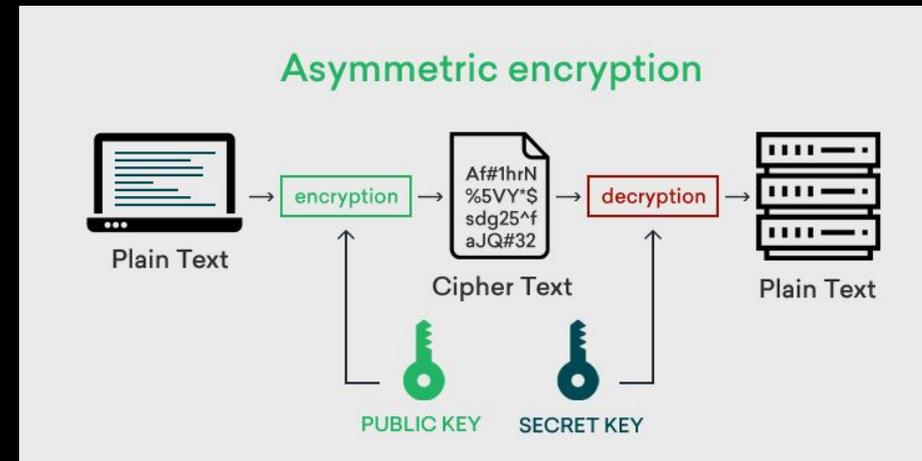 Asymmetric encryption
encryption
Af#1hrN
%5VY*$
sdg25^f
aJQ#32
decryption
Plain Text
Cipher Text
Plain Text
PUBLIC KEY
SECRET KEY